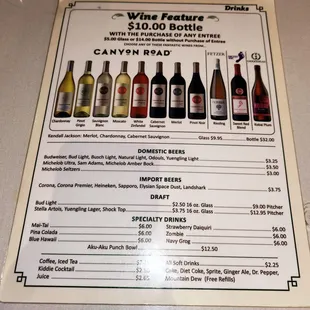 Drinks
Wine Feature
$10.00 Bottle
WITH THE PURCHASE OF ANY ENTREE
$5.00 Glass or $14.00 Bottle without Purchase of Entree
CHOOSE ANY OF THESE FANTASTIC WINES FROM...
CANYON ROAD FETZER
Chardonnay Pinot Grigio Sauvignon Blanc Moscato White Zinfandel Cabernet Sauvignon Merlot Pinot Noir Riesling Sweet Red Blend
Kendall Jackson: Merlot, Chardonnay, Cabernet Sauvignon Glass $9.95 Bottle $32.00
DOMESTIC BEERS
Budweiser, Bud Light, Busch Light, Natural Light, Odouls, Yuengling Light $3.25
Michelob Ultra, Sam Adams, Michelob Amber Bock $3.50
Michelob Seltzers $3.00
IMPORT BEERS
Corona, Corona Premier, Heineken, Sapporo, Elysian Space Dust, Landshark $3.75
DRAFT
Bud Light $2.50 16 oz. Glass $9.00 Pitcher
Stella Artois, Yuengling Lager, Shock Top $3.75 16 oz. Glass $12.95 Pitcher
SPECIALTY DRINKS
Mai-Tai $6.00 Strawberry Daiquiri $6.00
Pina Colada $6.00 Zombie $6.00
Blue Hawaii $6.00 Navy Grog $6.00
Aku-Aku Punch Bowl $12.50
Coffee, Iced Tea All Soft Drinks $2.25
Kiddie Cocktail Coke, Diet Coke, Sprite, Ginger Ale, Dr. Pepper,
Juice Mountain Dew (Free Refills)